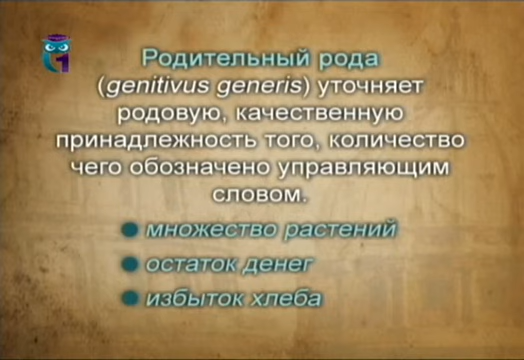 Родительный рода
(genitivus generis) уточняет
родовую, качественную
принадлежность того, количество
чего обозначено управляющим
словом.
множество растений
остаток денег
избыток хлеба